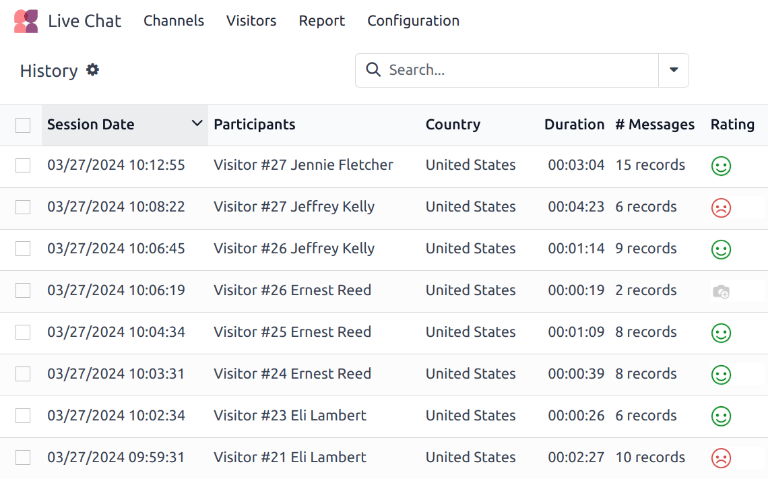 Live Chat Channels Visitors Report Configuration
History Search...
Session Date Participants Country Duration # Messages Rating
03/27/2024 10:12:55 Visitor #27 Jennie Fletcher United States 00:03:04 15 records
03/27/2024 10:08:22 Visitor #27 Jeffrey Kelly United States 00:04:23 6 records
03/27/2024 10:06:45 Visitor #26 Jeffrey Kelly United States 00:01:14 9 records
03/27/2024 10:06:19 Visitor #26 Ernest Reed United States 00:00:19 2 records
03/27/2024 10:04:34 Visitor #25 Ernest Reed United States 00:01:09 8 records
03/27/2024 10:03:31 Visitor #24 Ernest Reed United States 00:00:39 8 records
03/27/2024 10:02:34 Visitor #23 Eli Lambert United States 00:00:26 6 records
03/27/2024 09:59:31 Visitor #21 Eli Lambert United States 00:02:27 10 records